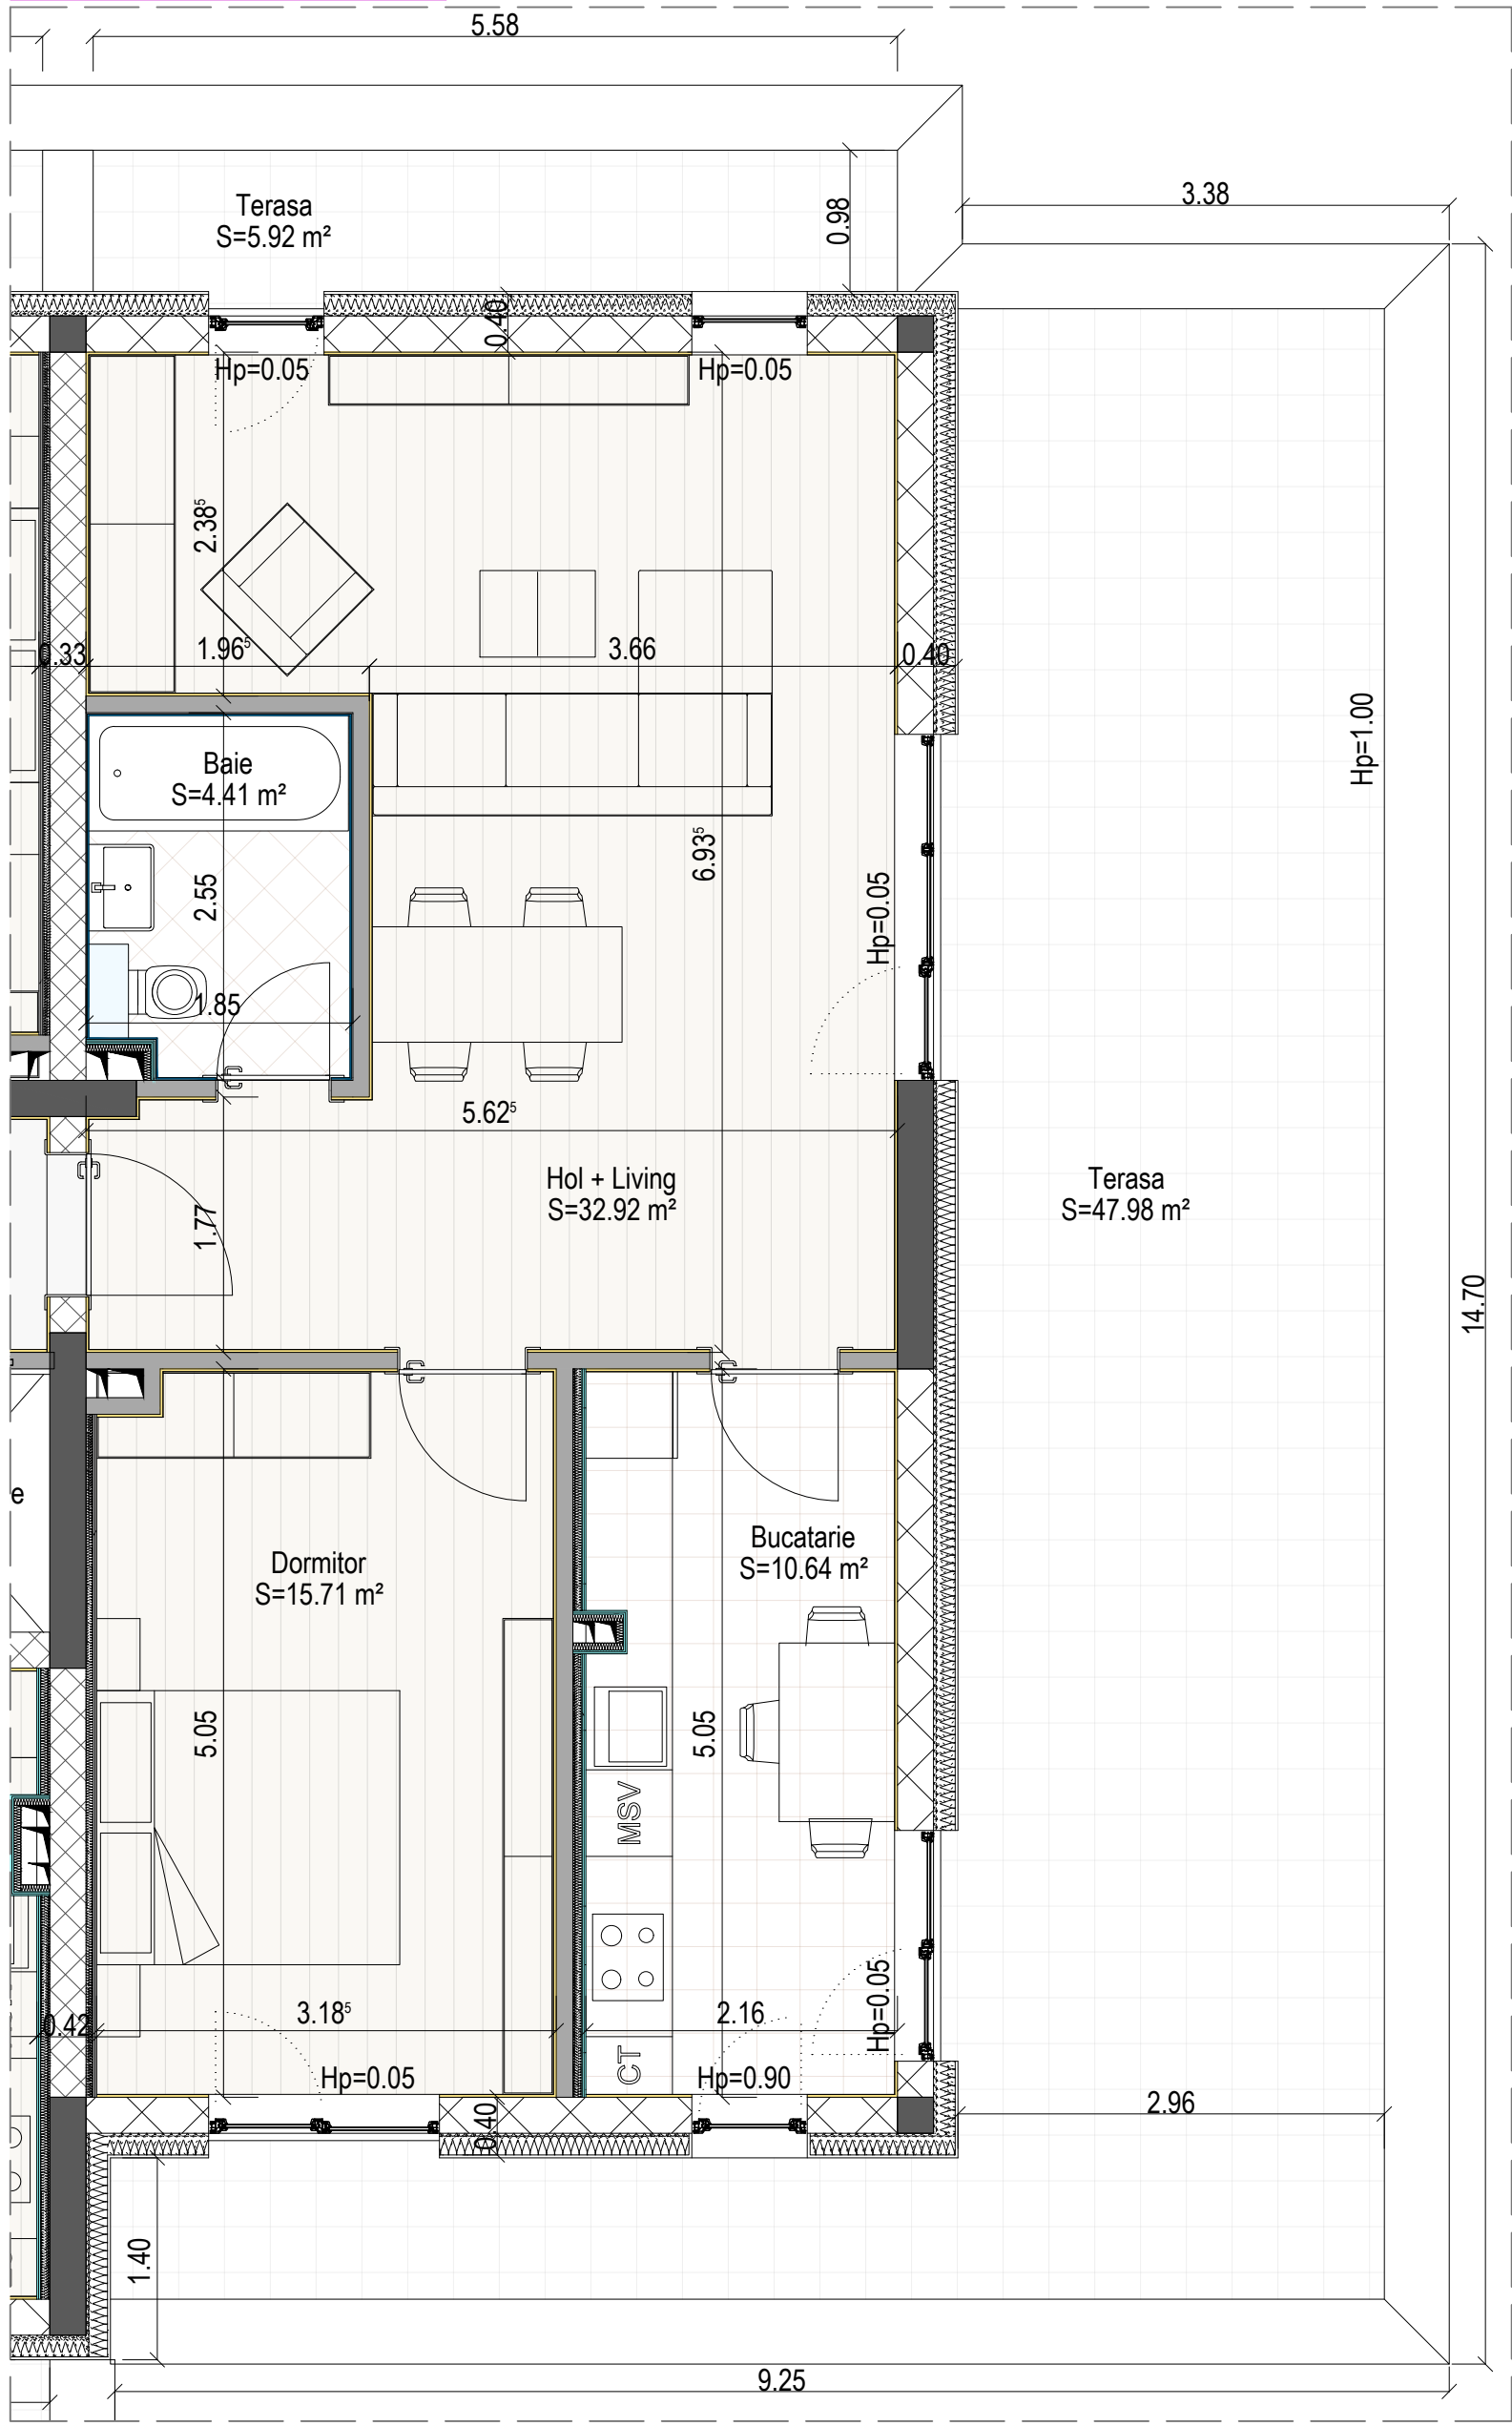 5.58
3.38
Terasa
S=5.92 m²
0.98
0.40
Hp=0.05
Hp=0.05
2.38⁵
0.33
1.96⁵
3.66
0.40
Hp=1.00
Baie
S=4.41 m²
6.93⁵
2.55
Hp=0.05
1.85
5.62⁵
Hol + Living
S=32.92 m²
Terasa
S=47.98 m²
1.77
14.70
e
Bucatarie
S=10.64 m²
Dormitor
S=15.71 m²
5.05
5.05
MSV
Hp=0.05
0.42
3.18⁵
2.16
CT
Hp=0.05
Hp=0.90
2.96
0.40
1.40
9.25